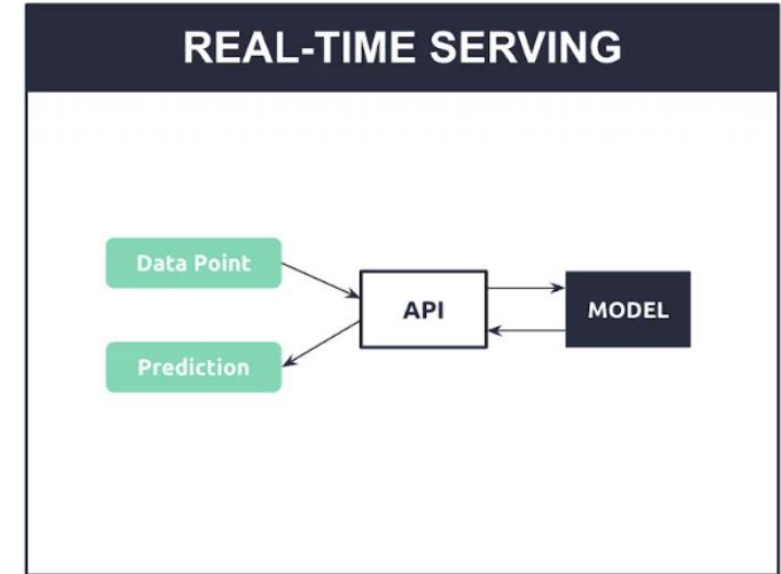 REAL-TIME SERVING
Data Point
API
MODEL
Prediction